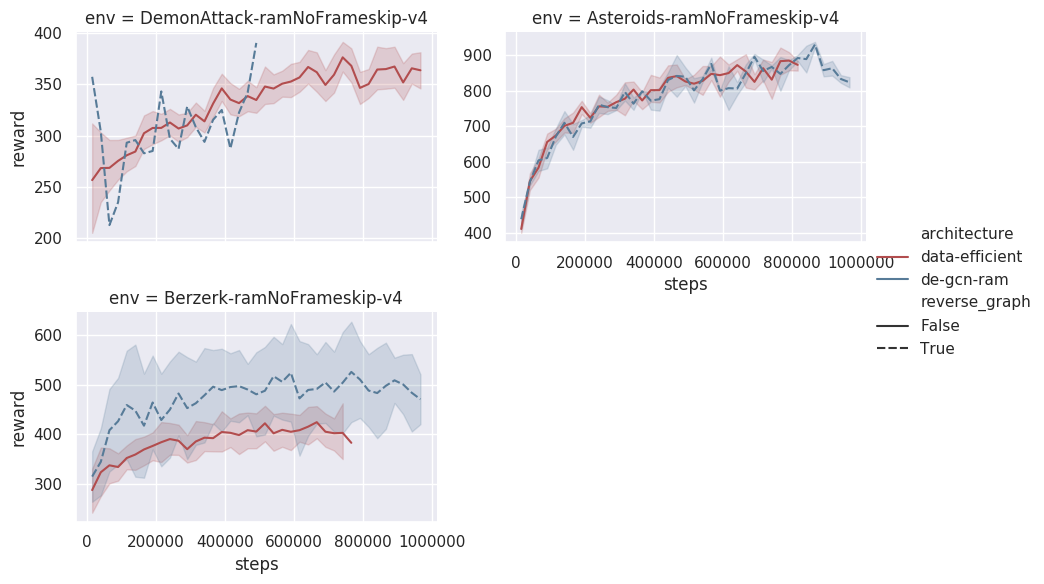 env = DemonAttack-ramNoFrameskip-v4
400
350
300
250
200
reward
env = Asteroids-ramNoFrameskip-v4
900
800
700
600
500
400
0 200000 400000 600000 800000 1000000
steps
architecture
data-efficient
de-gcn-ram
reverse_graph
False
True
env = Berzerk-ramNoFrameskip-v4
600
500
400
300
reward
0 200000 400000 600000 800000 1000000
steps